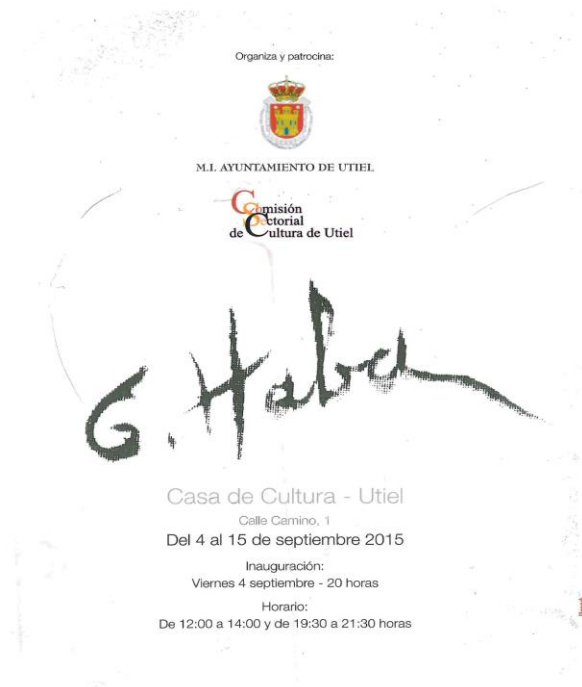 Organiza y patrocina:
M.I. AYUNTAMIENTO DE UTIEL
Comisión
Sectorial
de Cultura de Utiel
Casa de Cultura - Utiel
Calle Camino, 1
Del 4 al 15 de septiembre 2015
Inauguración:
Viernes 4 septiembre - 20 horas
Horario:
De 12:00 a 14:00 y de 19:30 a 21:30 horas